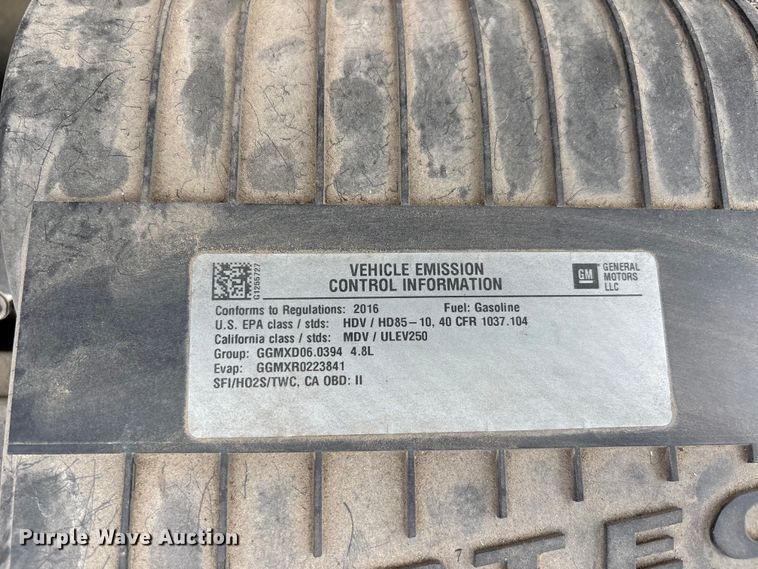 VEHICLE EMISSION
CONTROL INFORMATION
GM GENERAL
MOTORS
LLC
G1255727
Conforms to Regulations: 2016 Fuel: Gasoline
U.S. EPA class / stds: HDV / HD85-10, 40 CFR 1037.104
California class / stds: MDV / ULEV250
Group: GGMXD06.0394 4.8L
Evap: GGMXR0223841
SFI/HO2S/TWC, CA OBD: II
Purple Wave Auction